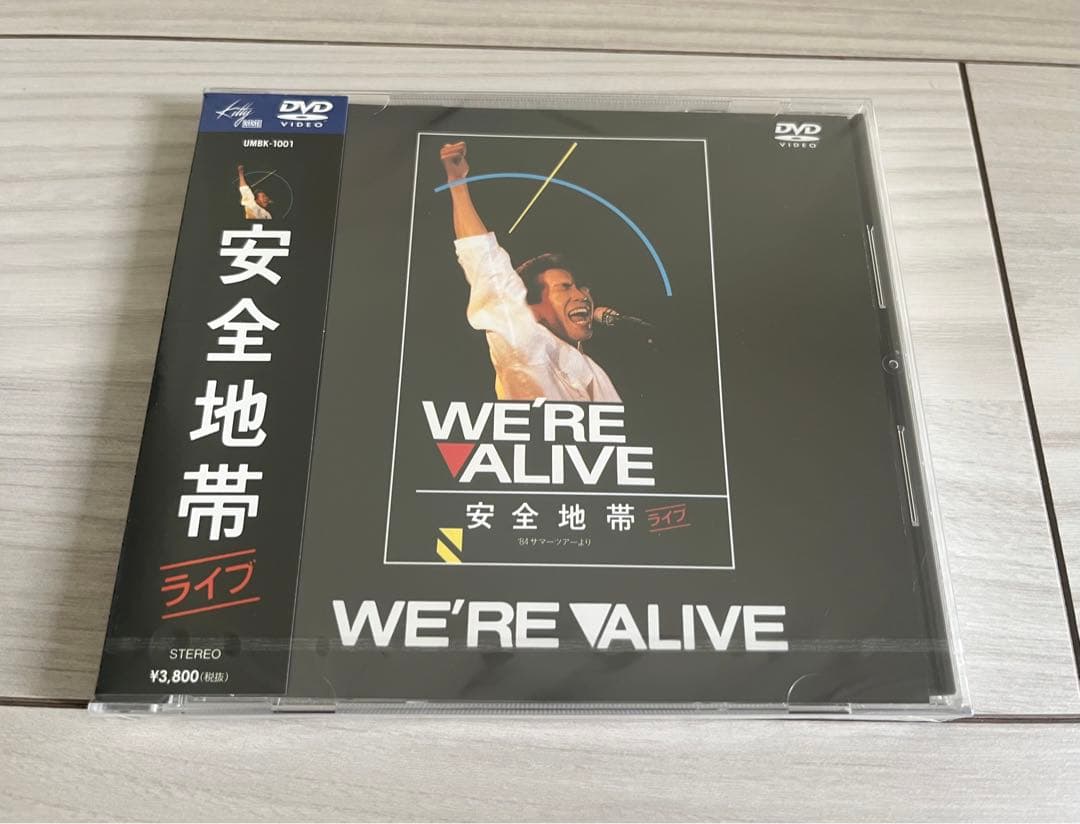 Kitty
DVD
VIDEO
UMBK-1001
安全地帯
ライブ
STEREO
¥3,800(税抜)
DVD
VIDEO
WE'RE
ALIVE
安全地帯 ライブ
'84 サマーツアーより
WE'RE ALIVE